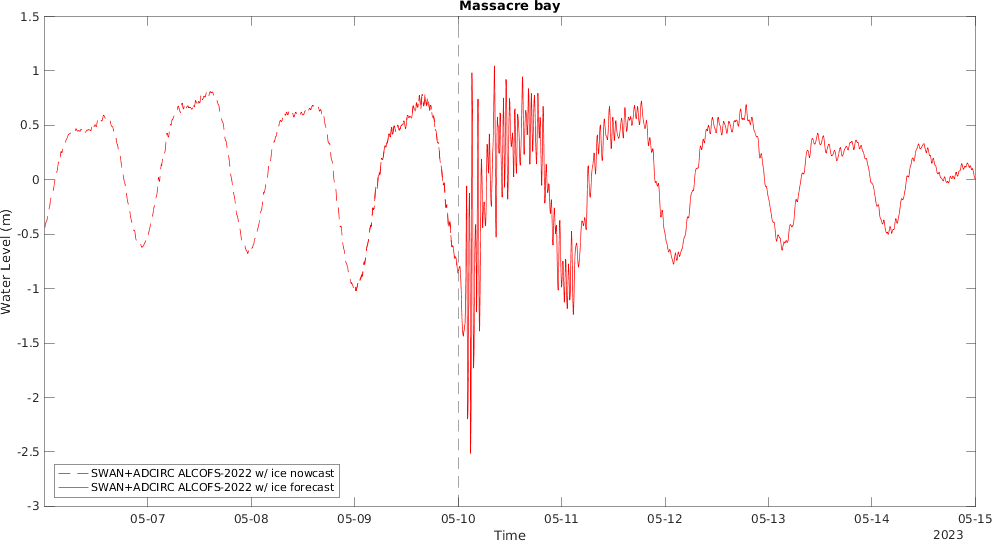 Massacre bay
1.5
1
0.5
0
-0.5
-1
-1.5
-2
-2.5
-3
Water Level (m)
SWAN+ADCIRC ALCOFS-2022 w/ ice nowcast
SWAN+ADCIRC ALCOFS-2022 w/ ice forecast
05-07 05-08 05-09 05-10 05-11 05-12 05-13 05-14 05-15
Time
2023